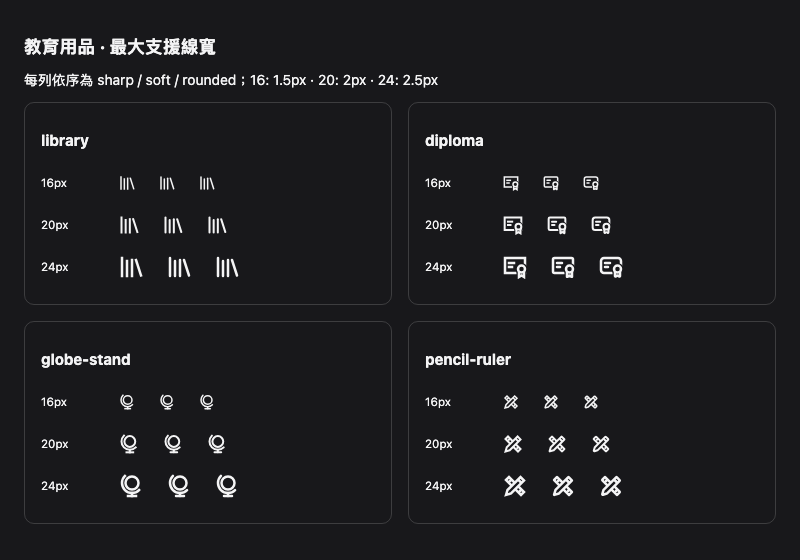 教育用品 · 最大支援線寬
每列依序為 sharp / soft / rounded；16: 1.5px · 20: 2px · 24: 2.5px
library
16px
20px
24px
diploma
16px
20px
24px
globe-stand
16px
20px
24px
pencil-ruler
16px
20px
24px